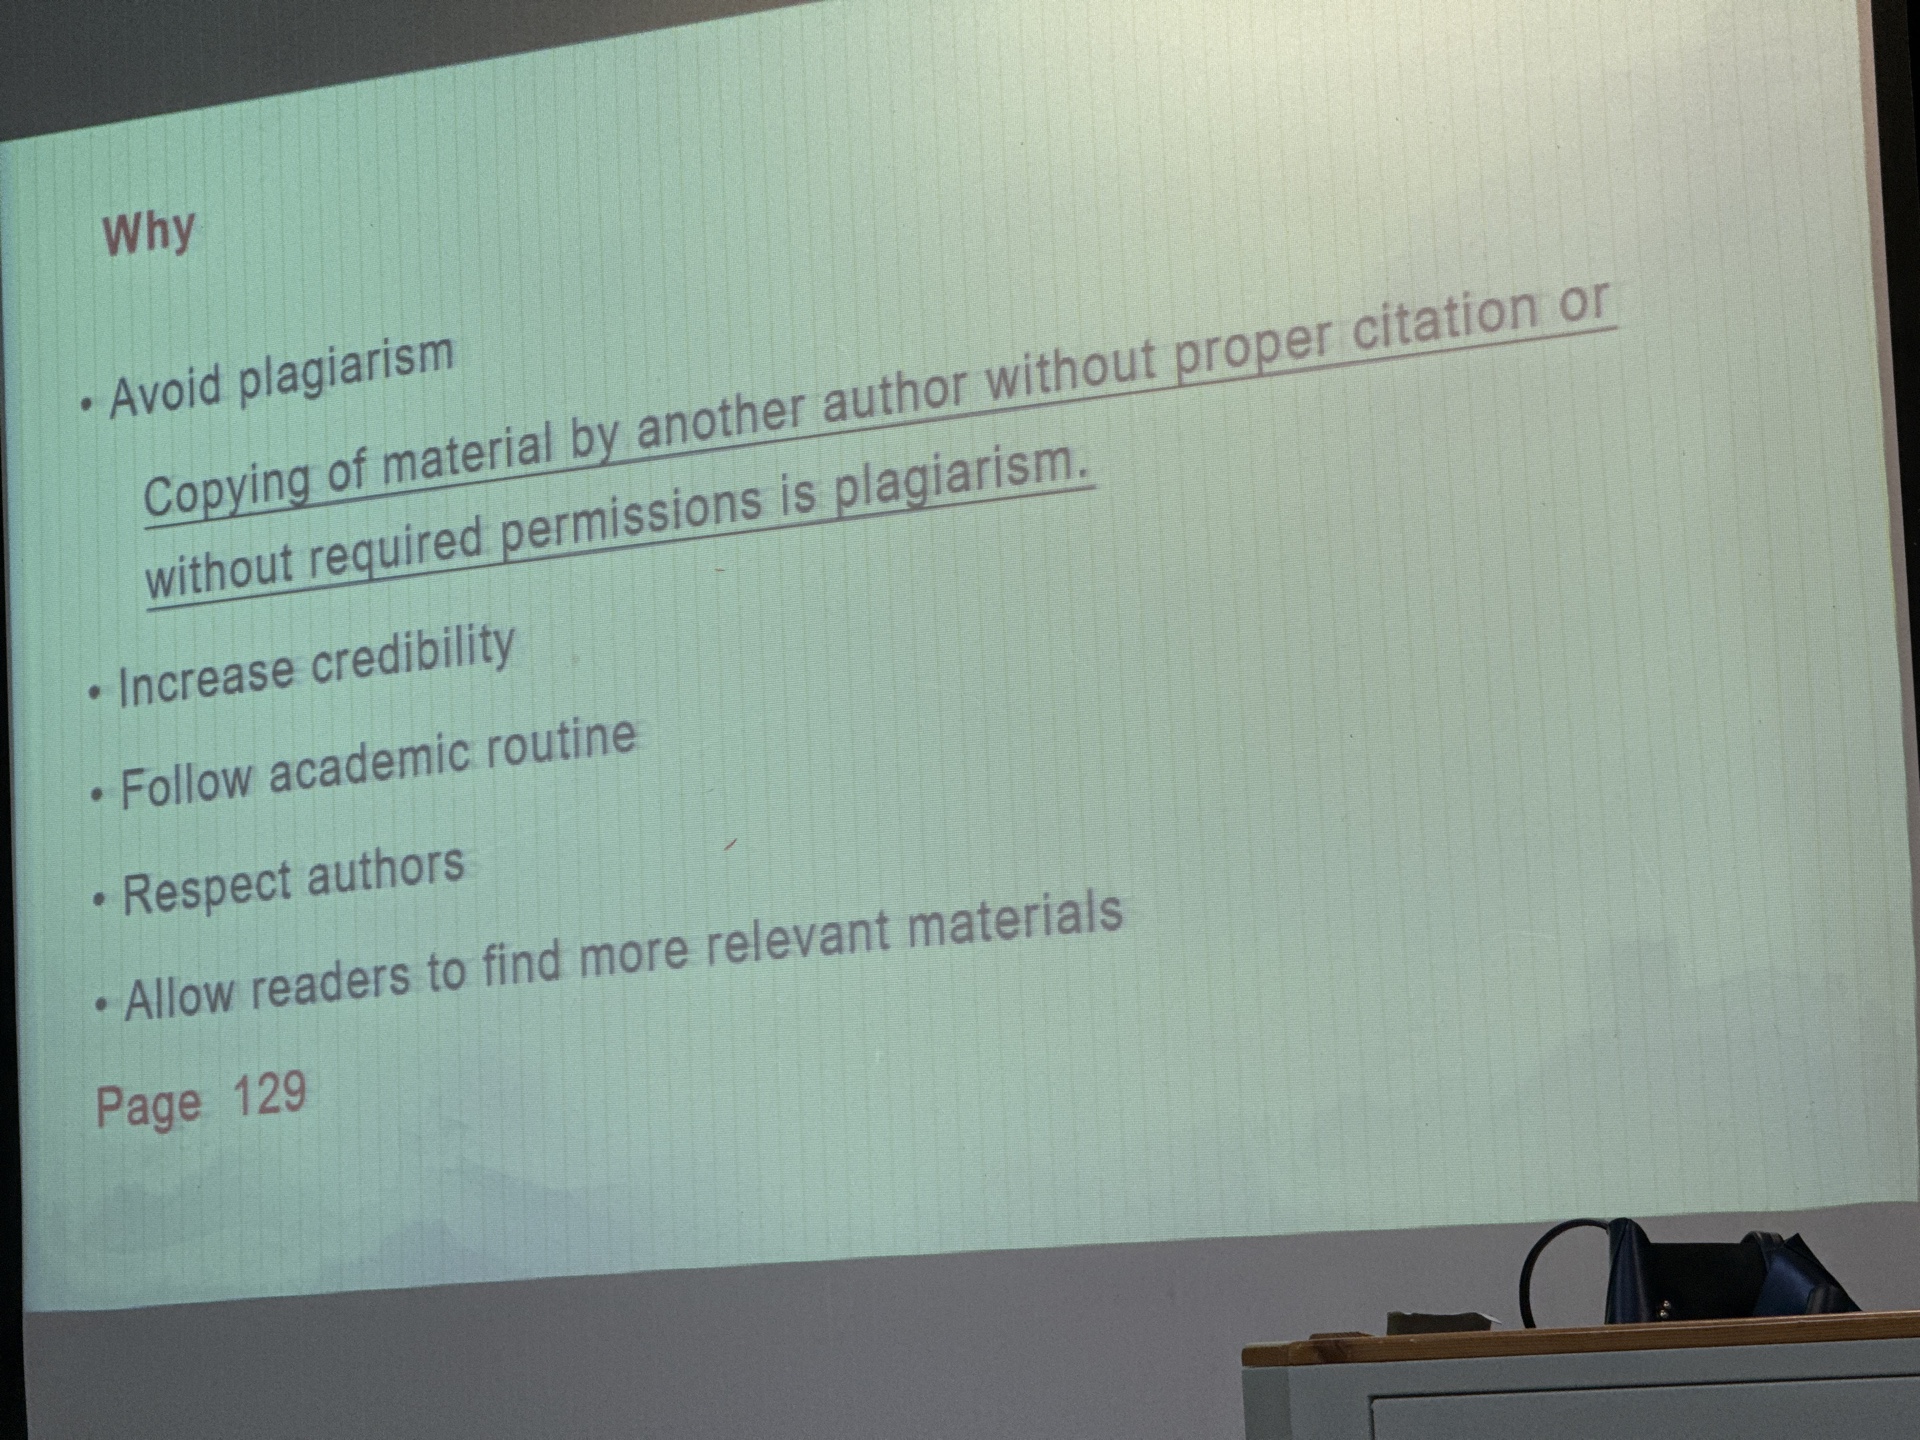 Why
• Avoid plagiarism
Copying of material by another author without proper citation or
without required permissions is plagiarism.
• Increase credibility
• Follow academic routine
• Respect authors
• Allow readers to find more relevant materials
Page 129